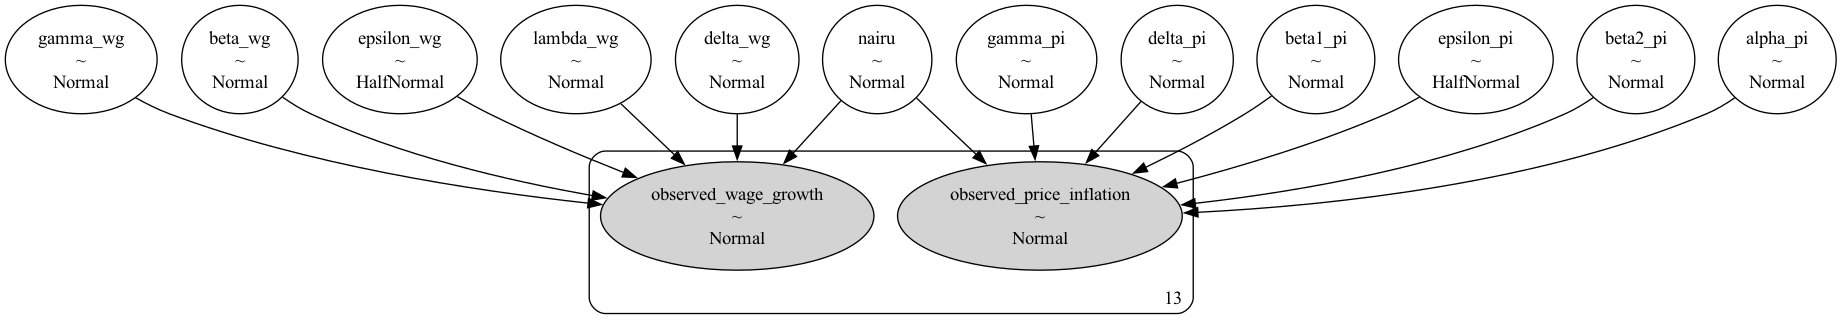 gamma_wg
~
Normal
beta_wg
~
Normal
epsilon_wg
~
HalfNormal
lambda_wg
~
Normal
delta_wg
~
Normal
nairu
~
Normal
gamma_pi
~
Normal
delta_pi
~
Normal
beta1_pi
~
Normal
epsilon_pi
~
HalfNormal
beta2_pi
~
Normal
alpha_pi
~
Normal
observed_wage_growth
~
Normal
observed_price_inflation
~
Normal
13